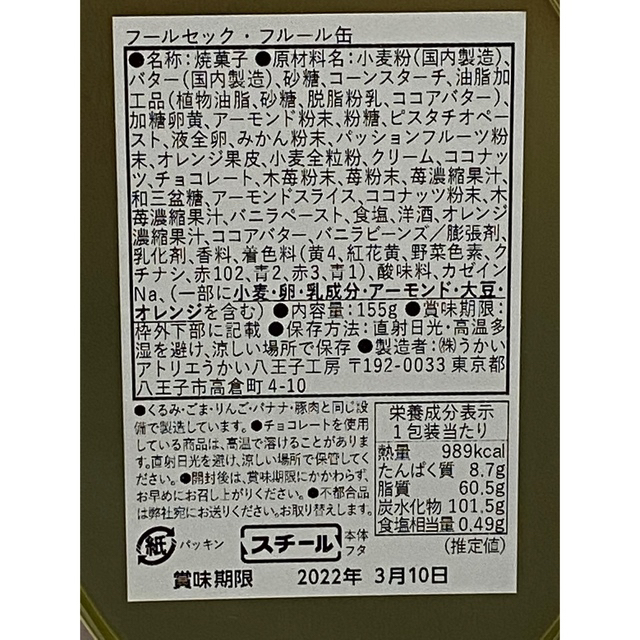 フールセック・フルール缶
●名称:焼菓子 ●原材料名:小麦粉(国内製造)、
バター(国内製造)、砂糖、コーンスターチ、油脂加
工品(植物油脂、砂糖、脱脂粉乳、ココアバター)、
加糖卵黄、アーモンド粉末、粉糖、ピスタチオペー
スト、液全卵、みかん粉末、パッションフルーツ粉
末、オレンジ果皮、小麦全粒粉、クリーム、ココナッ
ツ、チョコレート、木苺粉末、苺粉末、苺濃縮果汁、
和三盆糖、アーモンドスライス、ココナッツ粉末、木
苺濃縮果汁、バニラペースト、食塩、洋酒、オレンジ
濃縮果汁、ココアバター、バニラビーンズ/膨張剤、
乳化剤、香料、着色料(黄4、紅花黄、野菜色素、ク
チナシ、赤102、青2、赤3、青1)、酸味料、カゼイン
Na、(一部に小麦・卵・乳成分・アーモンド・大豆・
オレンジを含む) ●内容量:155g ●賞味期限:
枠外下部に記載 ●保存方法:直射日光・高温多
湿を避け、涼しい場所で保存 ●製造者:㈱うかい
アトリエうかい八王子工房 〒192-0033 東京都
八王子市高倉町4-10
●くるみ・ごま・りんご・バナナ・豚肉と同じ設
備で製造しています。●チョコレートを使用
している商品は、高温で溶けることがありま
す。直射日光を避け、涼しい場所で保管してく
ださい。●開封後は、賞味期限にかかわらず、
お早めにお召し上がりください。●不都合品
は弊社宛にお送りください。お取り替えします。
栄養成分表示
1包装当たり
熱量 989kcal
たんぱく質 8.7g
脂質 60.5g
炭水化物 101.5g
食塩相当量 0.49g
(推定値)
紙 パッキン スチール 本体
フタ
賞味期限 2022年 3月10日